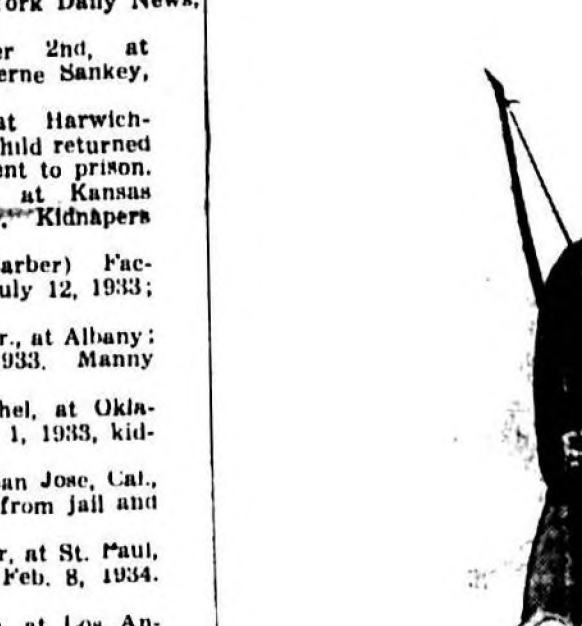 ork Daily News,
er 2nd, at
erne Sankey,
at Harwich-
hild returned
ent to prison.
at Kansas
Kidnapers
arber) Fac-
uly 12, 1933;
r., at Albany;
933. Manny
hel, at Okla-
1, 1933, kid-
an Jose, Cal.,
from jail and
r, at St. Paul,
Feb. 8, 1934.
at Los An-